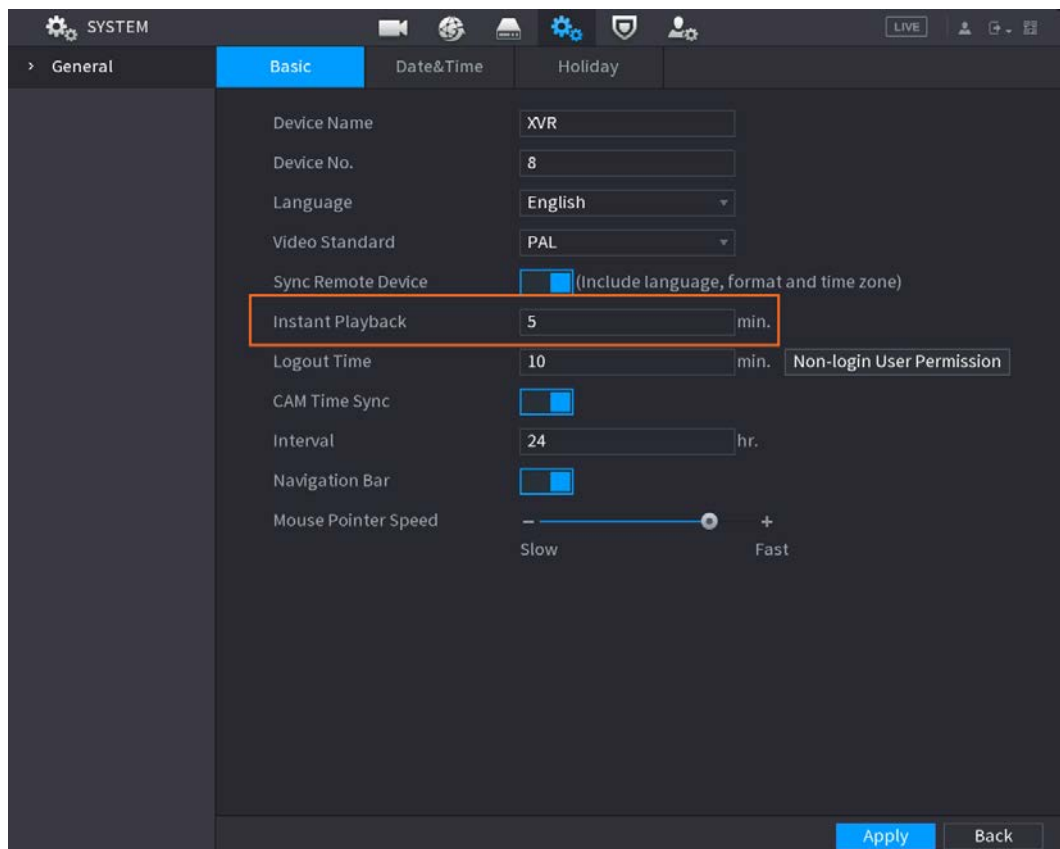 SYSTEM LIVE
General Basic Date&Time Holiday
Device Name XVR
Device No. 8
Language English
Video Standard PAL
Sync Remote Device (Include language, format and time zone)
Instant Playback 5 min.
Logout Time 10 min. Non-login User Permission
CAM Time Sync
Interval 24 hr.
Navigation Bar
Mouse Pointer Speed
Slow Fast
Apply Back